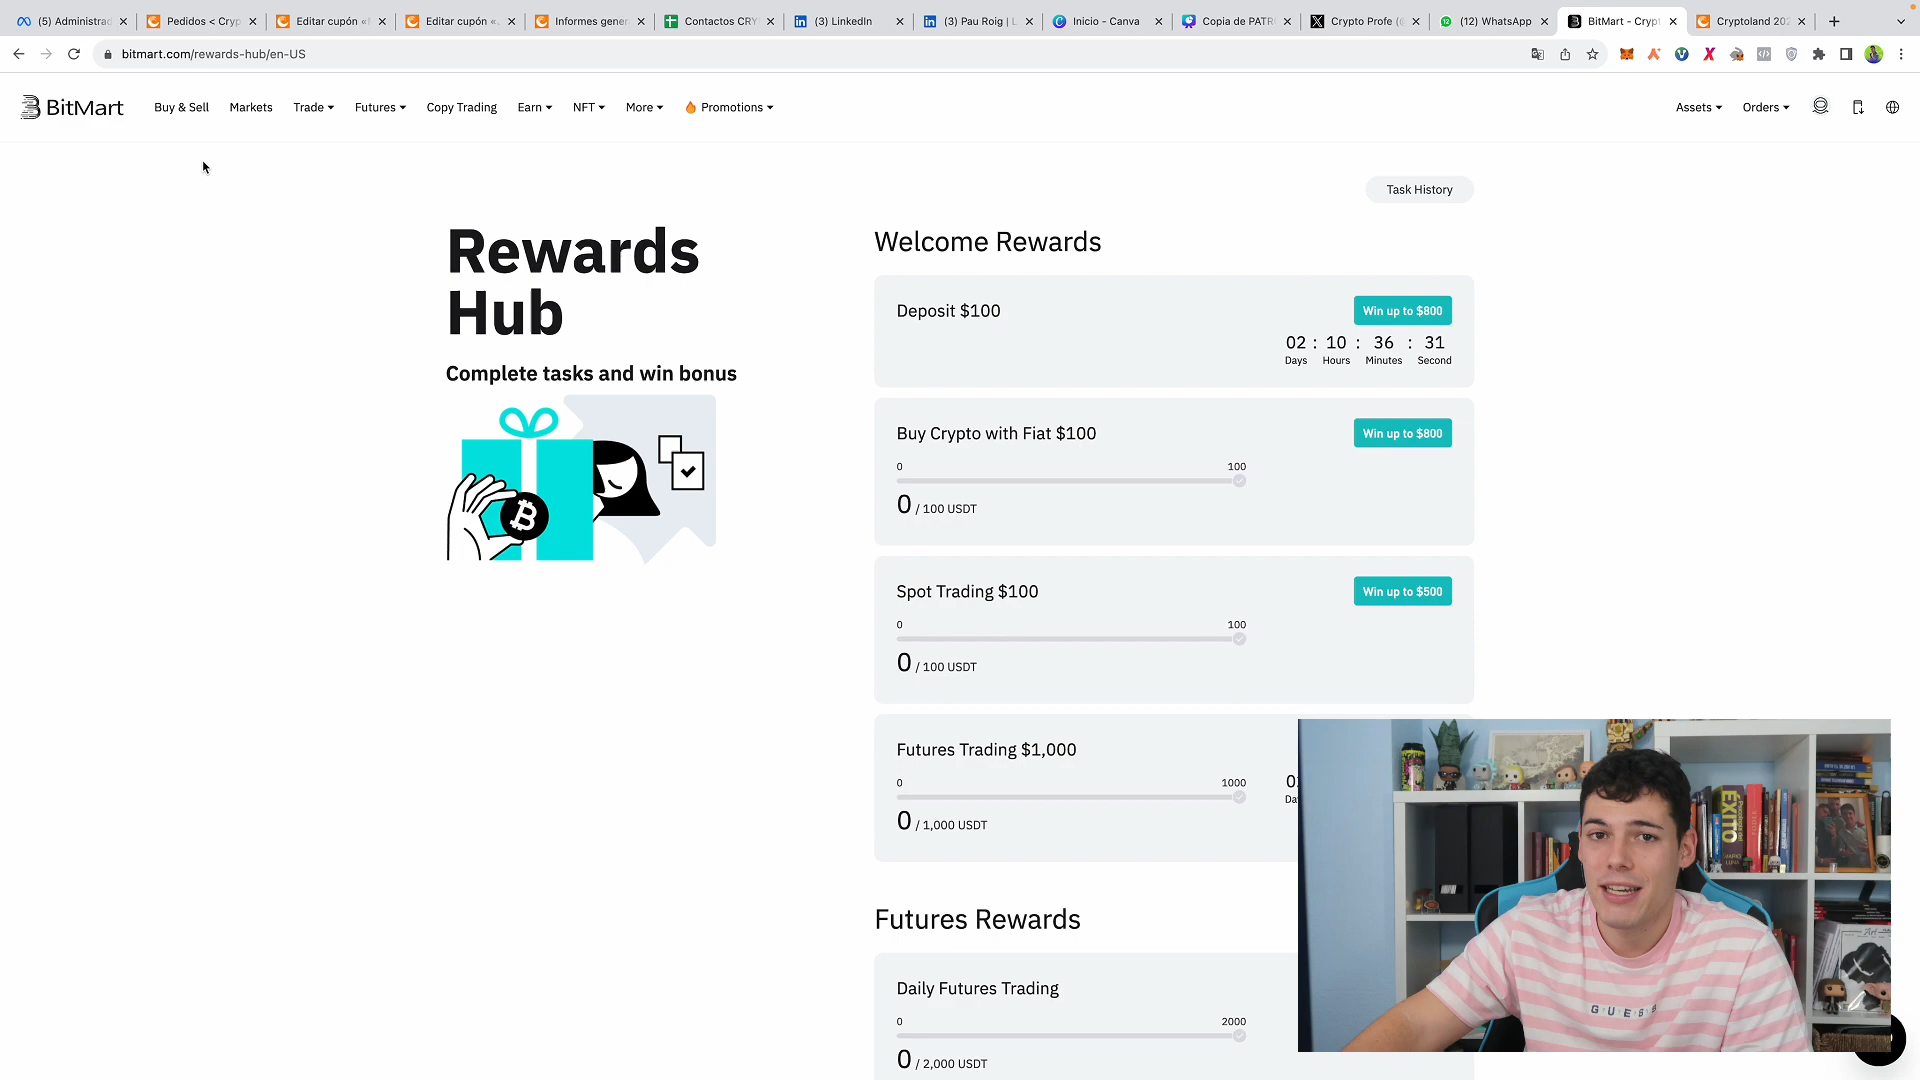 (5) Administrad
Pedidos < Cryp
Editar cupón «
Editar cupón «
Informes gener
Contactos CRY
(3) LinkedIn
(3) Pau Roig | L
Inicio - Canva
Copia de PATR
Crypto Profe (@
(12) WhatsApp
BitMart - Crypt
Cryptoland 202
bitmart.com/rewards-hub/en-US
BitMart
Buy & Sell
Markets
Trade
Futures
Copy Trading
Earn
NFT
More
Promotions
Assets
Orders
Task History
Rewards
Hub
Complete tasks and win bonus
Welcome Rewards
Deposit $100
Win up to $800
02 : 10 : 36 : 31
Days Hours Minutes Second
Buy Crypto with Fiat $100
Win up to $800
0 100
0 / 100 USDT
Spot Trading $100
Win up to $500
0 100
0 / 100 USDT
Futures Trading $1,000
0 1000
0 / 1,000 USDT
Futures Rewards
Daily Futures Trading
0 2000
0 / 2,000 USDT
ÉXITO
GUESS